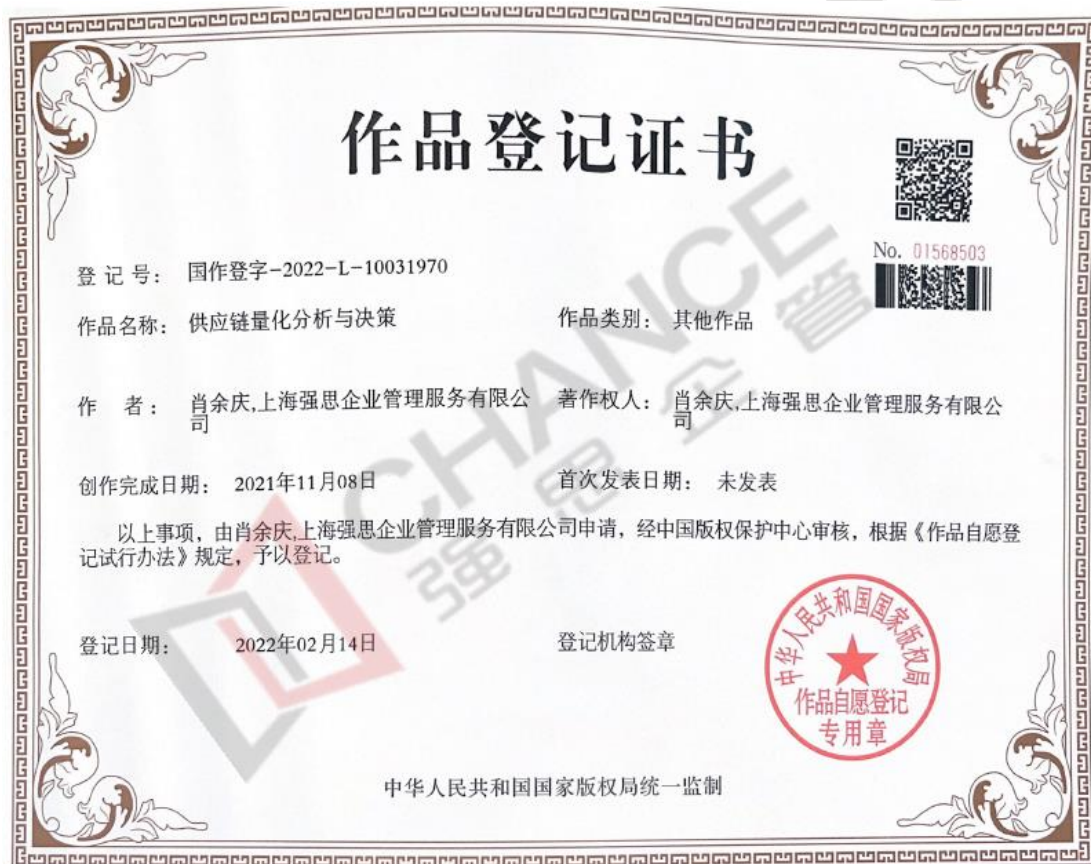 作品登记证书
No. 01568503
登 记 号： 国作登字-2022-L-10031970
作品名称： 供应链量化分析与决策 作品类别： 其他作品
作 者： 肖余庆,上海强思企业管理服务有限公 著作权人： 肖余庆,上海强思企业管理服务有限公
司 司
创作完成日期： 2021年11月08日 首次发表日期： 未发表
以上事项，由肖余庆,上海强思企业管理服务有限公司申请，经中国版权保护中心审核，根据《作品自愿登
记试行办法》规定，予以登记。
登记日期： 2022年02月14日 登记机构签章
中华人民共和国国家版权局
作品自愿登记
专用章
中华人民共和国国家版权局统一监制
CHANCE
强思企管